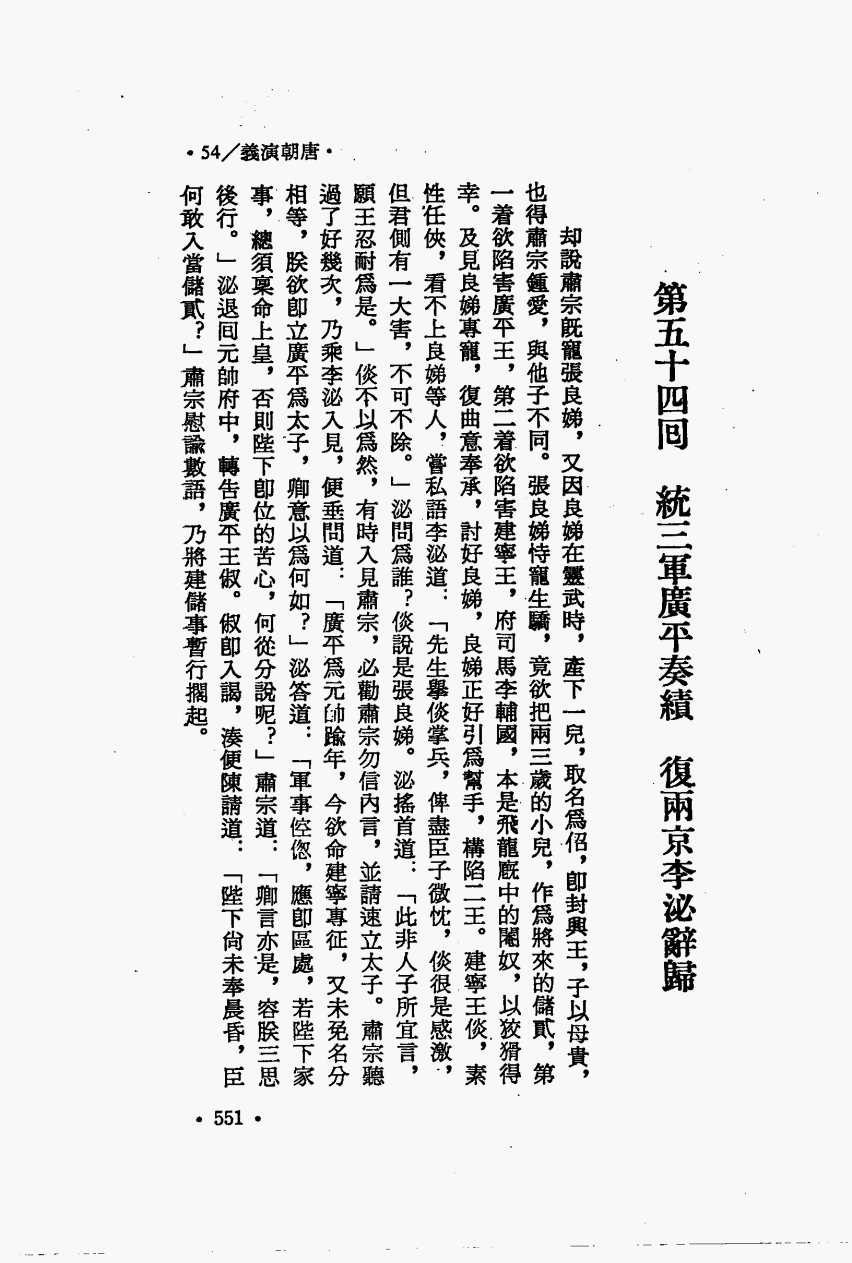 ·54/義演朝唐·
第五十四回　統三軍廣平奏績　復兩京李泌辭歸
却說肅宗既寵張良娣，又因良娣在靈武時，產下一兒，取名爲佋，卽封興王，子以母貴，
也得肅宗鍾愛，與他子不同。張良娣恃寵生驕，竟欲把兩三歲的小兒，作爲將來的儲貳，第
一着欲陷害廣平王，第二着欲陷害建寧王，府司馬李輔國，本是飛龍廐中的閹奴，以狡猾得
幸。及見良娣專寵，復曲意奉承，討好良娣，良娣正好引爲幫手，構陷二王。建寧王倓，素
性任俠，看不上良娣等人，嘗私語李泌道：「先生舉倓掌兵，俾盡臣子微忱，倓很是感激，
但君側有一大害，不可不除。」泌問爲誰？倓說是張良娣。泌搖首道：「此非人子所宜言，
願王忍耐爲是。」倓不以爲然，有時入見肅宗，必勸肅宗勿信內言，並請速立太子。肅宗聽
過了好幾次，乃乘李泌入見，便垂問道：「廣平爲元帥踰年，今欲命建寧專征，又未免名分
相等，朕欲卽立廣平爲太子，卿意以爲何如？」泌答道：「軍事倥偬，應卽區處，若陛下家
事，總須稟命上皇，否則陛下卽位的苦心，何從分說呢？」肅宗道：「卿言亦是，容朕三思
後行。」泌退回元帥府中，轉告廣平王俶。俶卽入謁，湊便陳請道：「陛下尙未奉晨昏，臣
何敢入當儲貳？」肅宗慰諭數語，乃將建儲事暫行擱起。
·551·